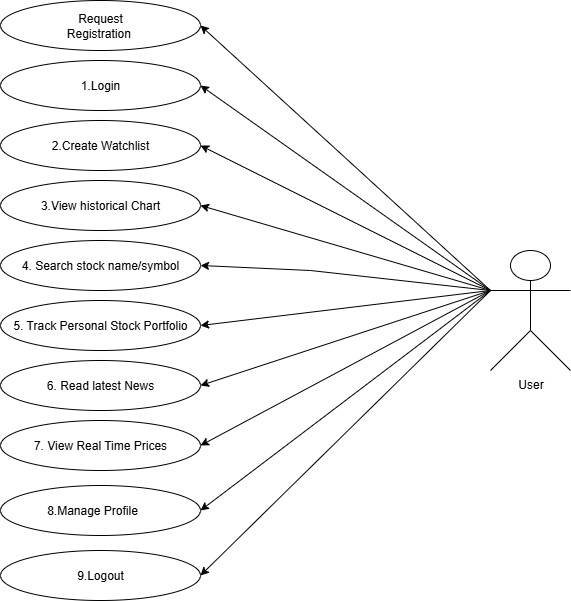 Request
Registration
1.Login
2.Create Watchlist
3.View historical Chart
4. Search stock name/symbol
5. Track Personal Stock Portfolio
6. Read latest News
7. View Real Time Prices
8.Manage Profile
9.Logout
User